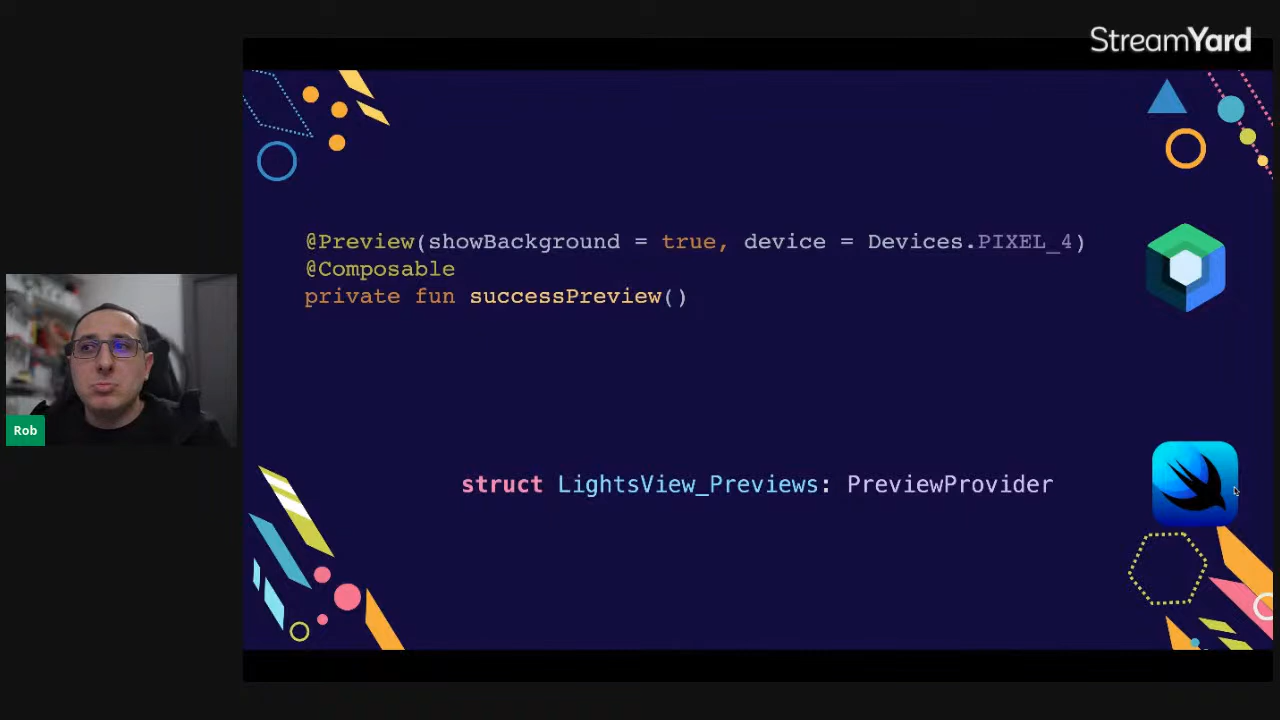 StreamYard
@Preview(showBackground = true, device = Devices.PIXEL_4)
@Composable
private fun successPreview()
Rob
struct LightsView_Previews: PreviewProvider